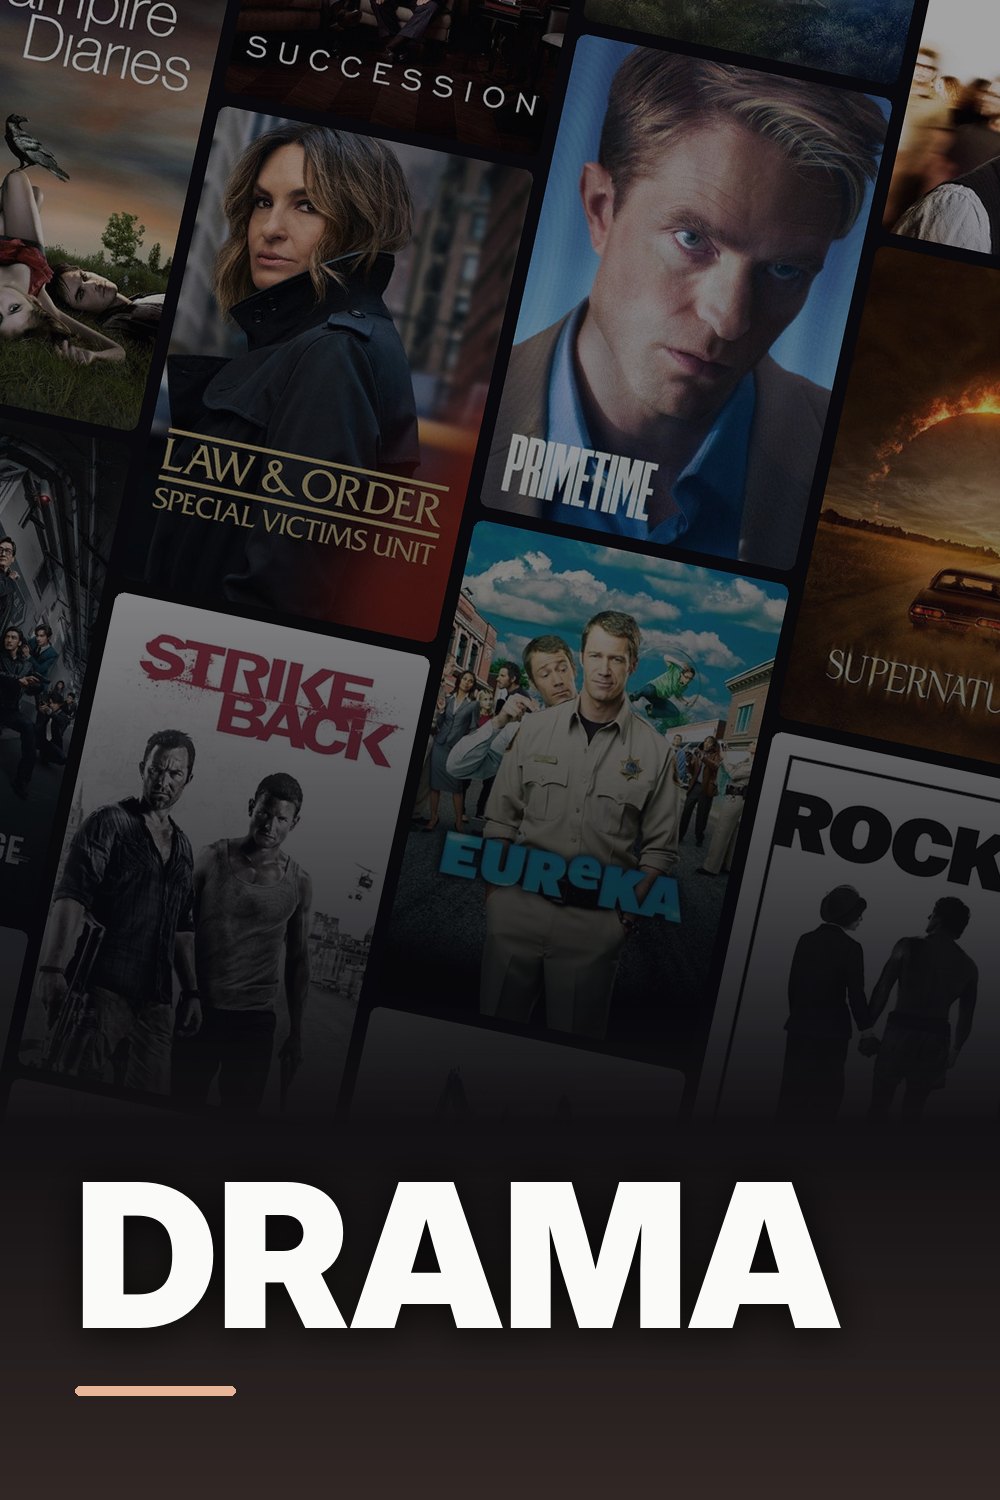 ampire
Diaries
SUCCESSION
LAW & ORDER
SPECIAL VICTIMS UNIT
PRIMETIME
SUPERNATU
STRIKE
BACK
EUReKA
GE
ROCK
DRAMA